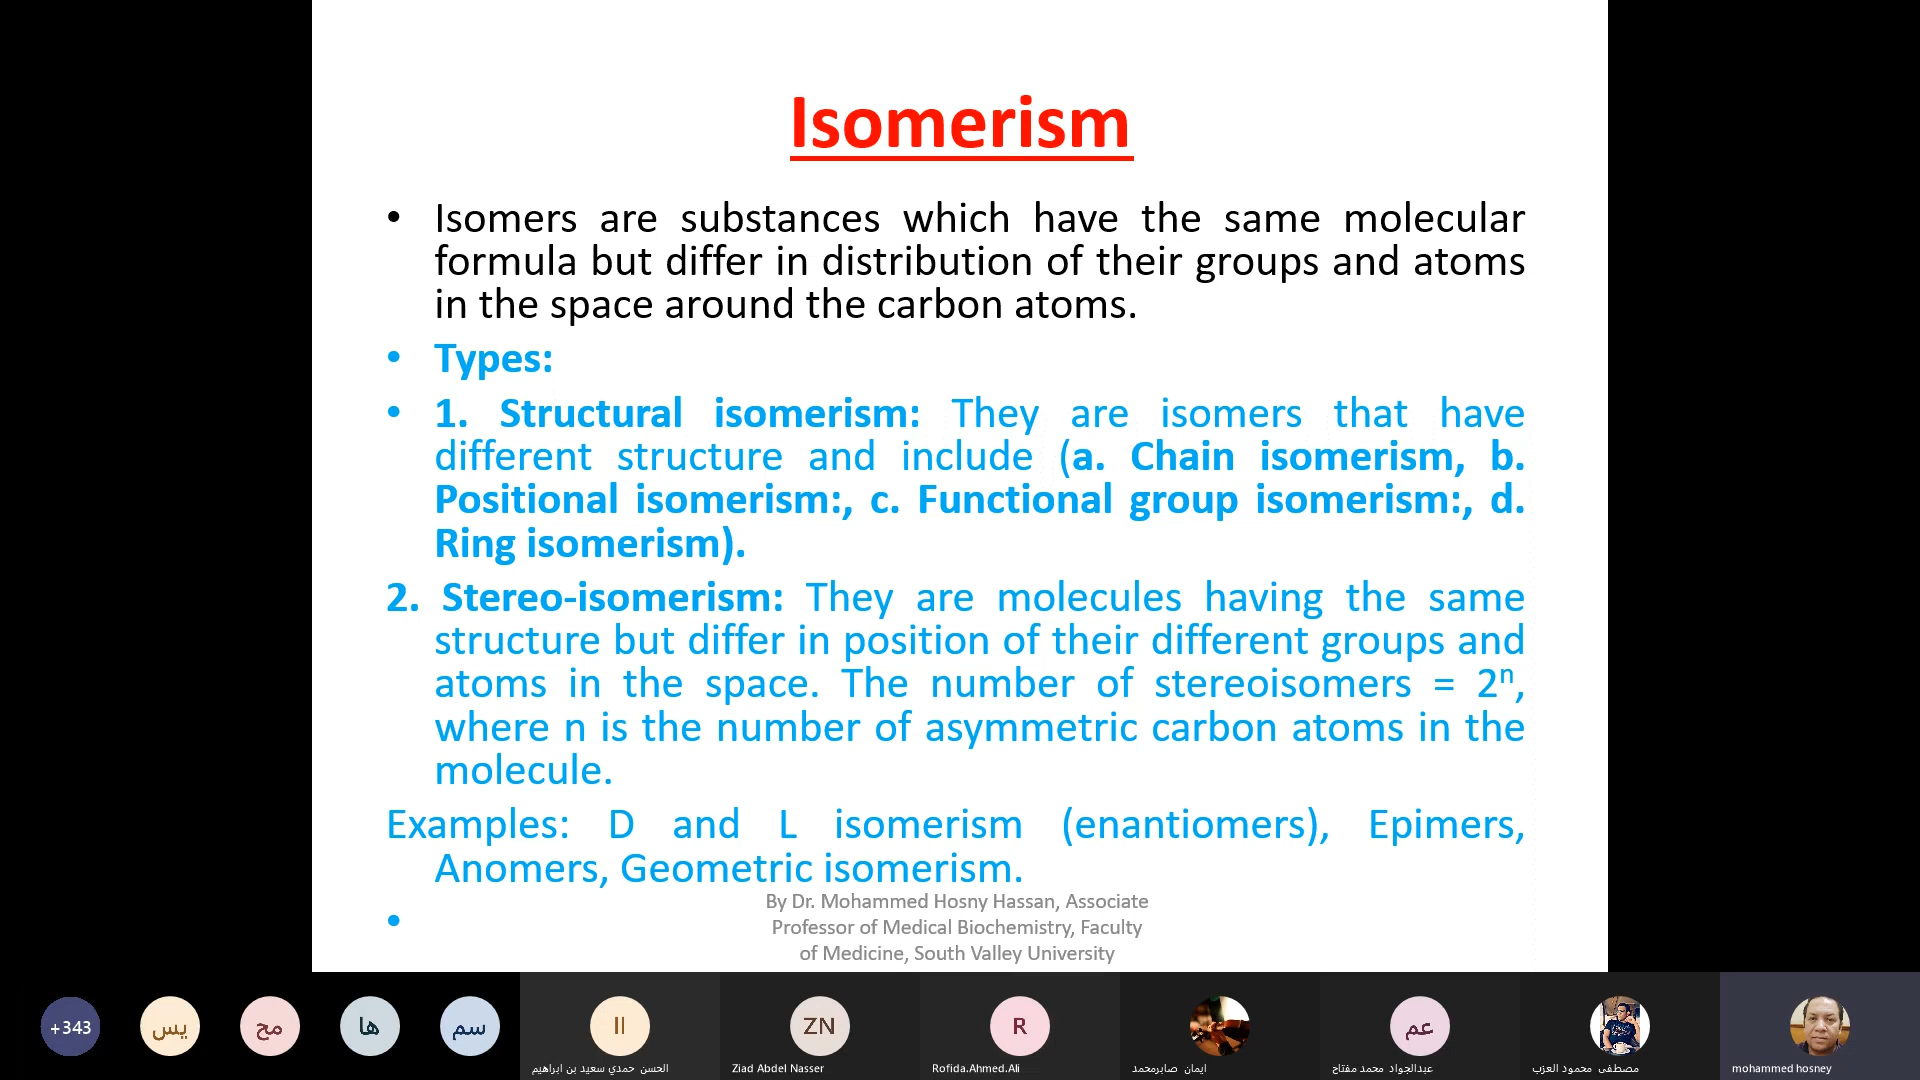 Isomerism
• Isomers are substances which have the same molecular
formula but differ in distribution of their groups and atoms
in the space around the carbon atoms.
• Types:
• 1. Structural isomerism: They are isomers that have
different structure and include (a. Chain isomerism, b.
Positional isomerism:, c. Functional group isomerism:, d.
Ring isomerism).
2. Stereo-isomerism: They are molecules having the same
structure but differ in position of their different groups and
atoms in the space. The number of stereoisomers = 2ⁿ,
where n is the number of asymmetric carbon atoms in the
molecule.
Examples: D and L isomerism (enantiomers), Epimers,
Anomers, Geometric isomerism.
•
By Dr. Mohammed Hosny Hassan, Associate
Professor of Medical Biochemistry, Faculty
of Medicine, South Valley University
+343
يس
مح
ها
سم
اا
ZN
R
عم
الحسن حمدي سعيد بن ابراهيم
Ziad Abdel Nasser
Rofida.Ahmed.Ali
ايمان صابرمحمد
عبدالجواد محمد مفتاح
مصطفى محمود العزب
mohammed hosney